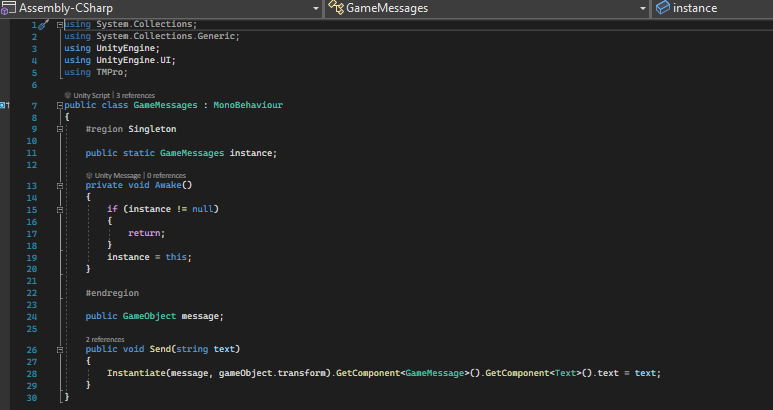 Assembly-CSharp GameMessages instance
1 using System.Collections;
2 using System.Collections.Generic;
3 using UnityEngine;
4 using UnityEngine.UI;
5 using TMPro;
6
Unity Script | 3 references
7 public class GameMessages : MonoBehaviour
8 {
9 #region Singleton
10
11 public static GameMessages instance;
12
Unity Message | 0 references
13 private void Awake()
14 {
15 if (instance != null)
16 {
17 return;
18 }
19 instance = this;
20 }
21
22 #endregion
23
24 public GameObject message;
25
2 references
26 public void Send(string text)
27 {
28 Instantiate(message, gameObject.transform).GetComponent<GameMessage>().GetComponent<Text>().text = text;
29 }
30 }